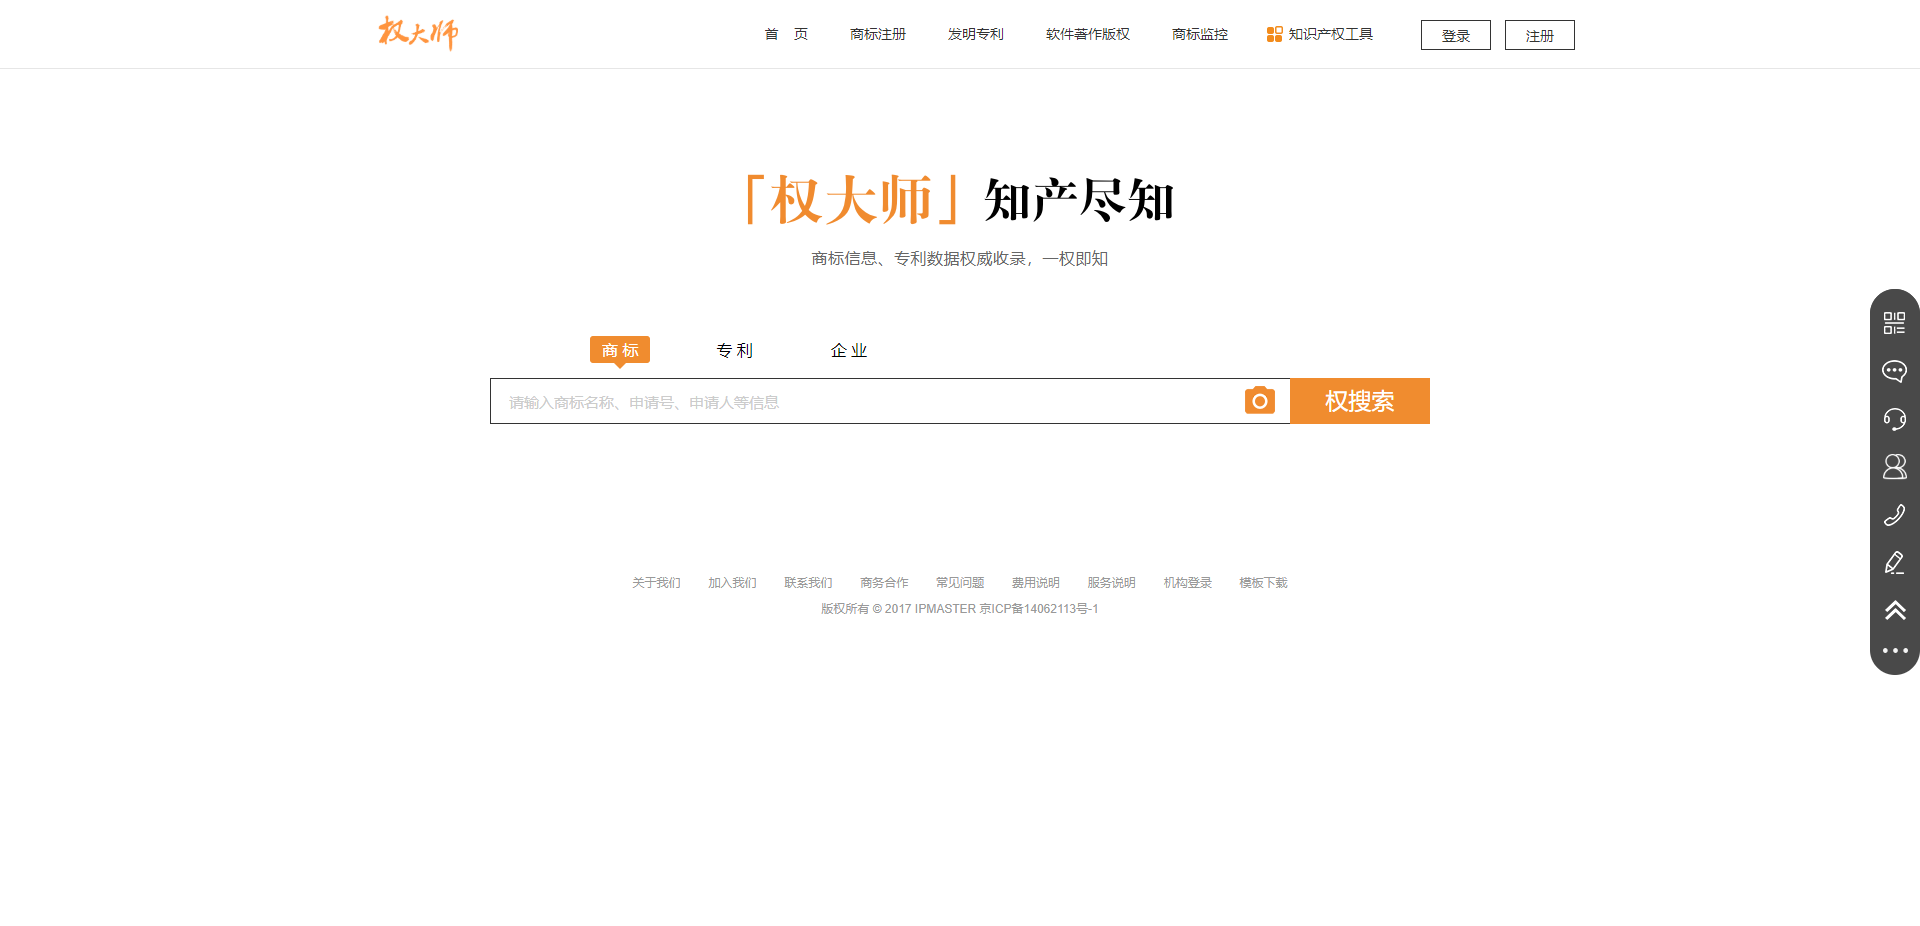 权大师
首 页 商标注册 发明专利 软件著作版权 商标监控 知识产权工具 登录 注册
「权大师」知产尽知
商标信息、专利数据权威收录，一权即知
商标 专利 企业
请输入商标名称、申请号、申请人等信息 权搜索
关于我们 加入我们 联系我们 商务合作 常见问题 费用说明 服务说明 机构登录 模板下载
版权所有 © 2017 IPMASTER 京ICP备14062113号-1